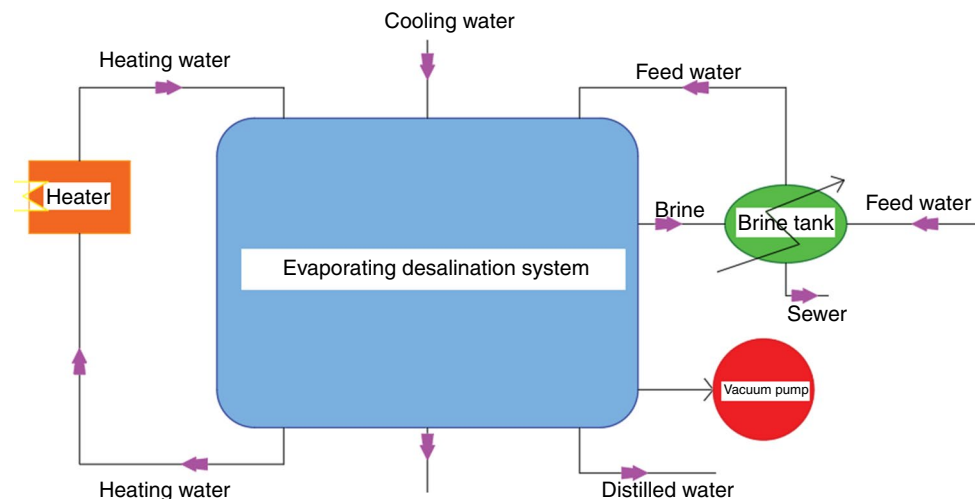 Cooling water
Heating water
Feed water
Heater
Brine
Brine tank
Feed water
Evaporating desalination system
Sewer
Vacuum pump
Heating water
Distilled water